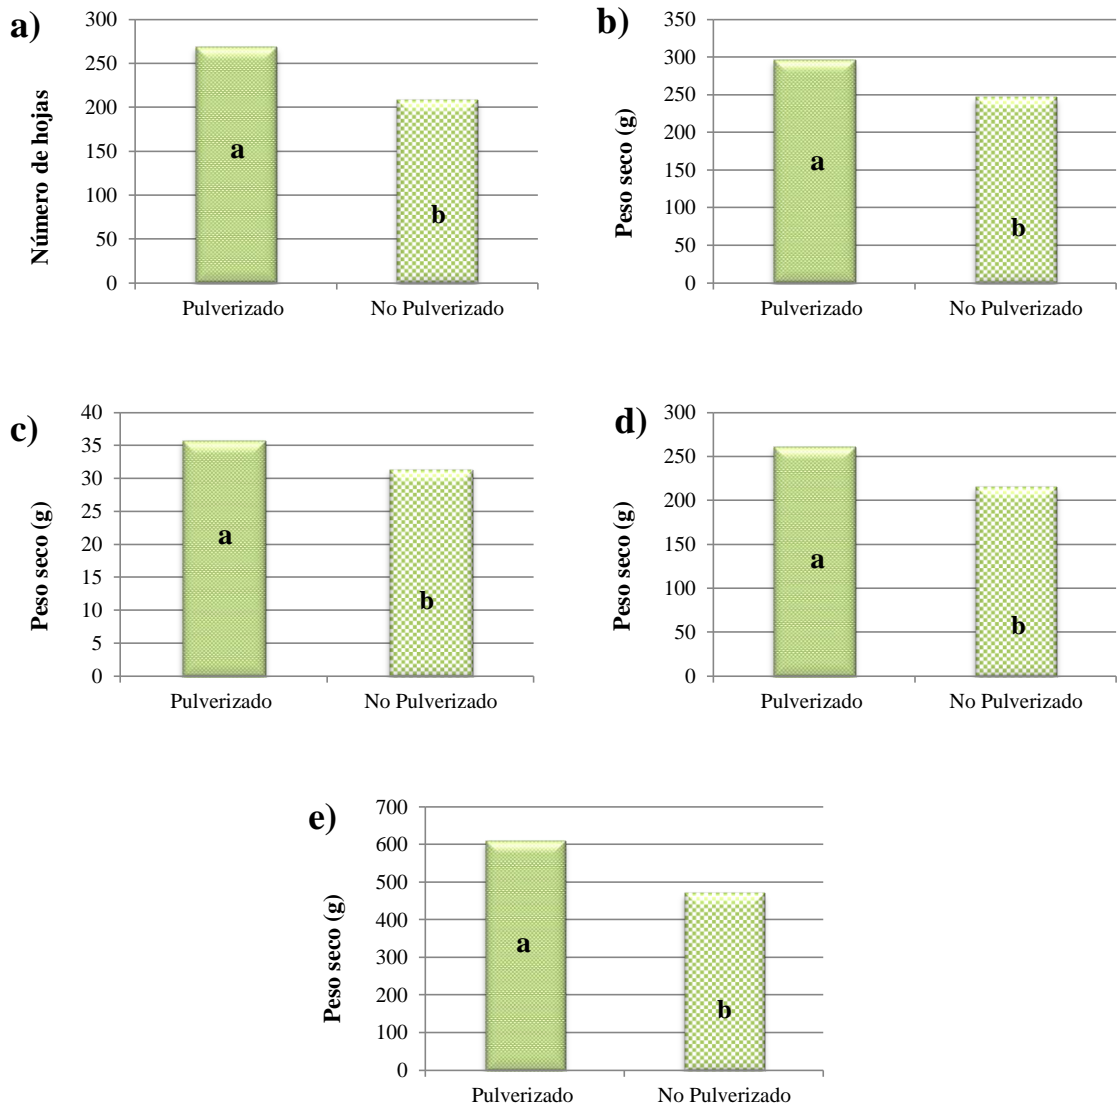 a)
Número de hojas
300
250
200
150
100
50
0
a
b
Pulverizado
No Pulverizado
b)
Peso seco (g)
350
300
250
200
150
100
50
0
a
b
Pulverizado
No Pulverizado
c)
Peso seco (g)
40
35
30
25
20
15
10
5
0
a
b
Pulverizado
No Pulverizado
d)
Peso seco (g)
300
250
200
150
100
50
0
a
b
Pulverizado
No Pulverizado
e)
Peso seco (g)
700
600
500
400
300
200
100
0
a
b
Pulverizado
No Pulverizado